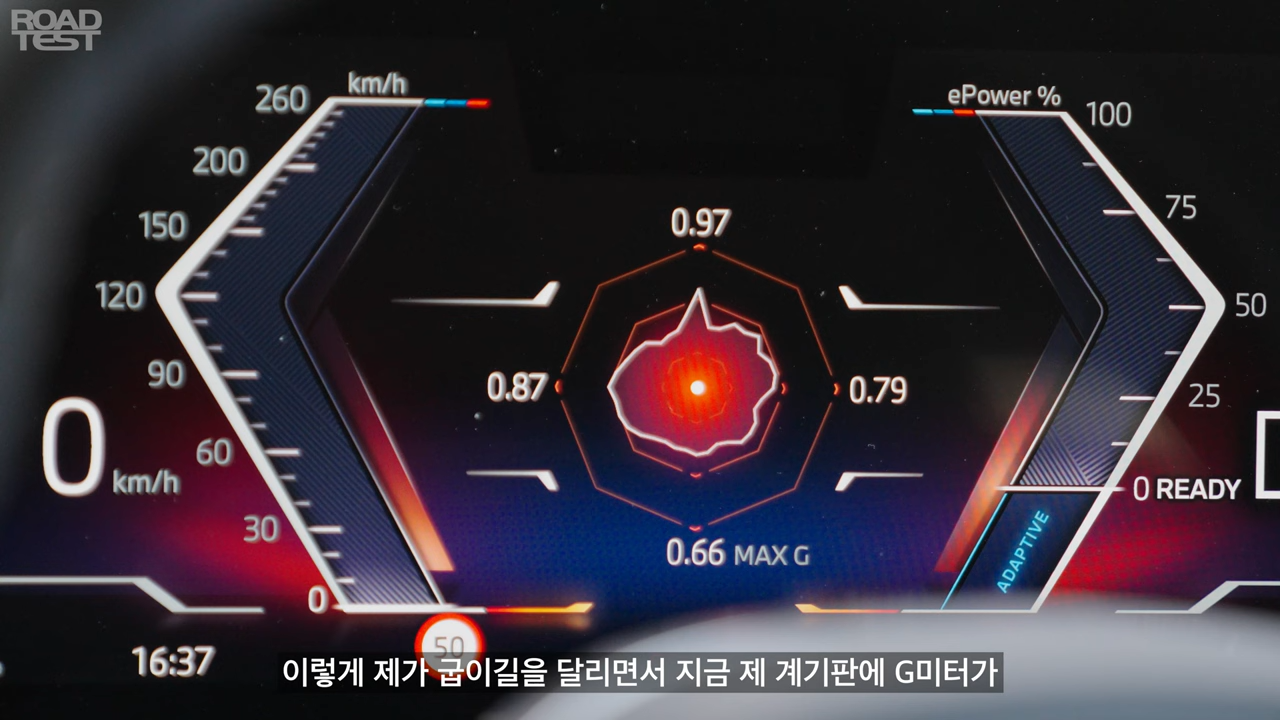 ROAD
TEST
km/h
260
200
150
120
90
60
30
0
0 km/h
16:37
50
0.97
0.87
0.79
0.66 MAX G
ePower %
100
75
50
25
0 READY
ADAPTIVE
이렇게 제가 굽이길을 달리면서 지금 제 계기판에 G미터가